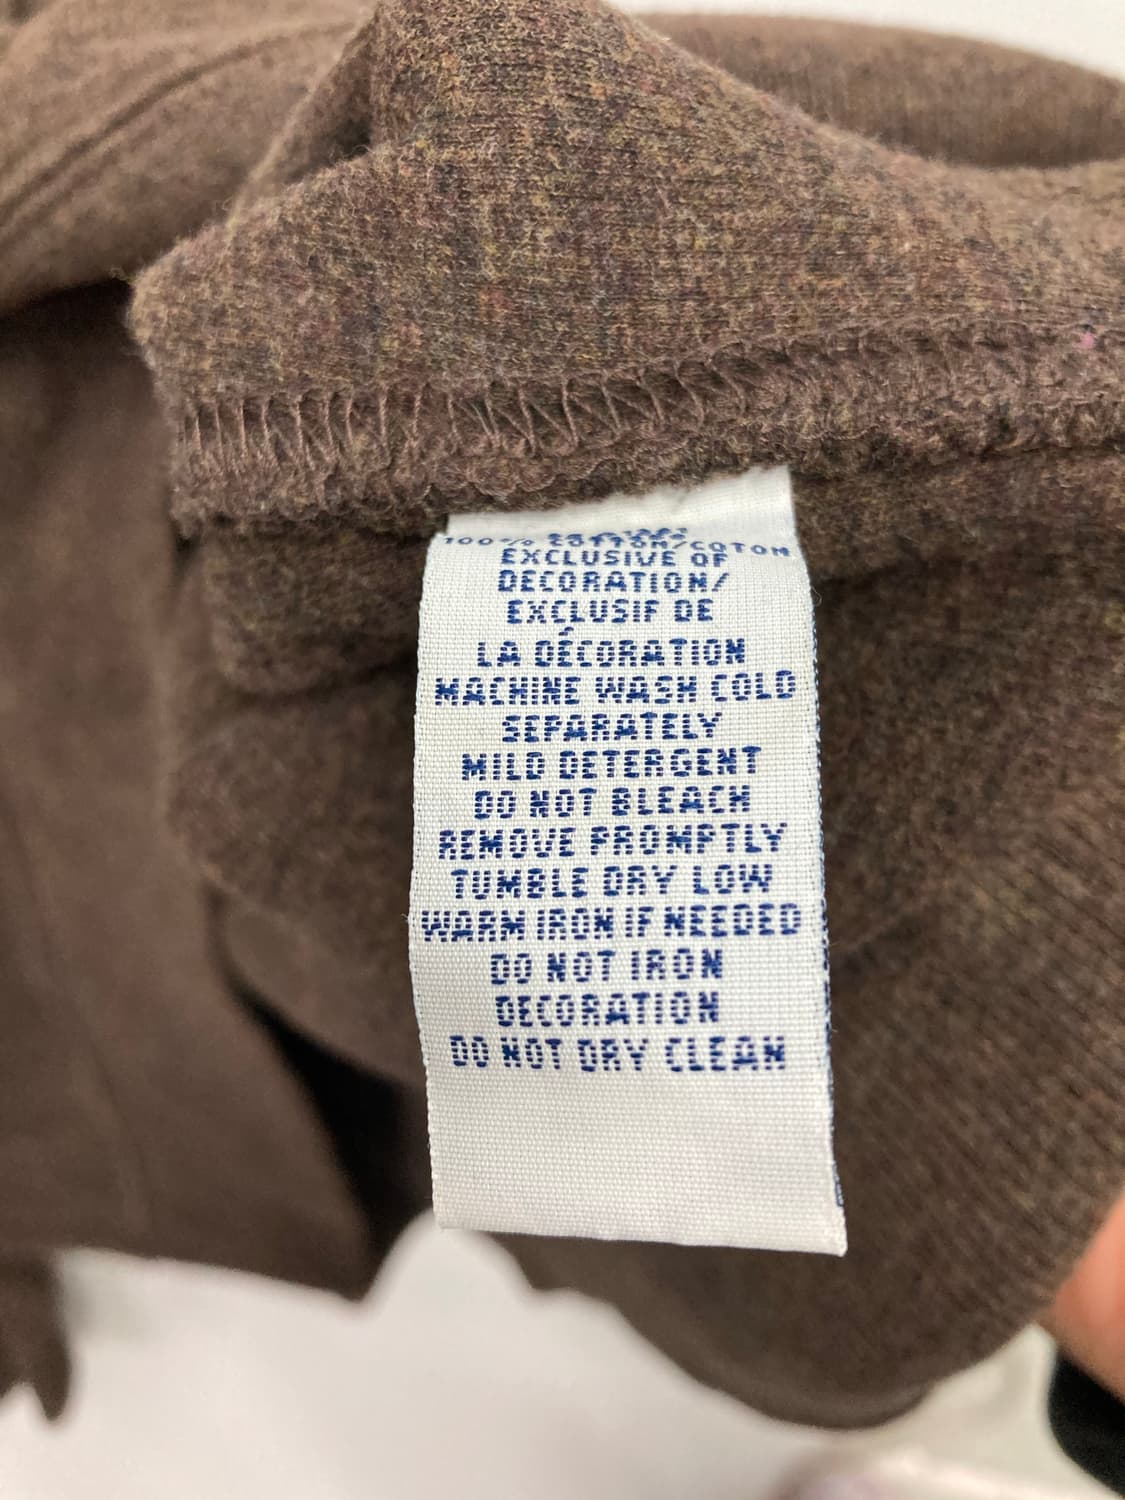 100% COTTON/COTON
EXCLUSIVE OF
DECORATION/
EXCLUSIF DE
LA DÉCORATION
MACHINE WASH COLD
SEPARATELY
MILD DETERGENT
DO NOT BLEACH
REMOVE PROMPTLY
TUMBLE DRY LOW
WARM IRON IF NEEDED
DO NOT IRON
DECORATION
DO NOT DRY CLEAN